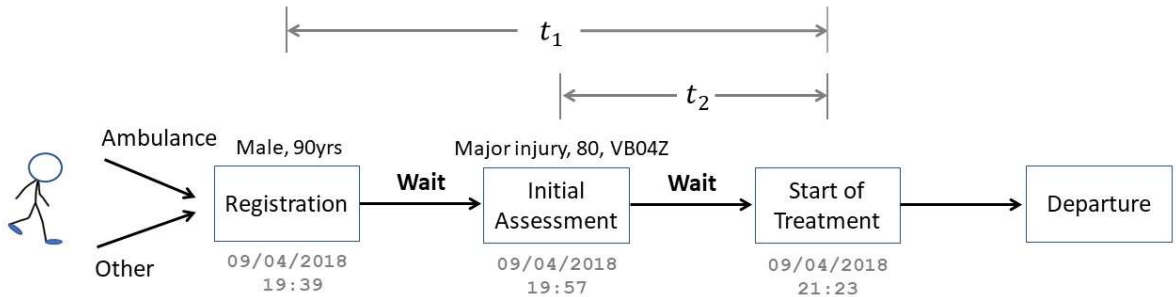 t₁
t₂
Ambulance
Other
Male, 90yrs
Registration
09/04/2018
19:39
Wait
Major injury, 80, VB04Z
Initial
Assessment
09/04/2018
19:57
Wait
Start of
Treatment
09/04/2018
21:23
Departure